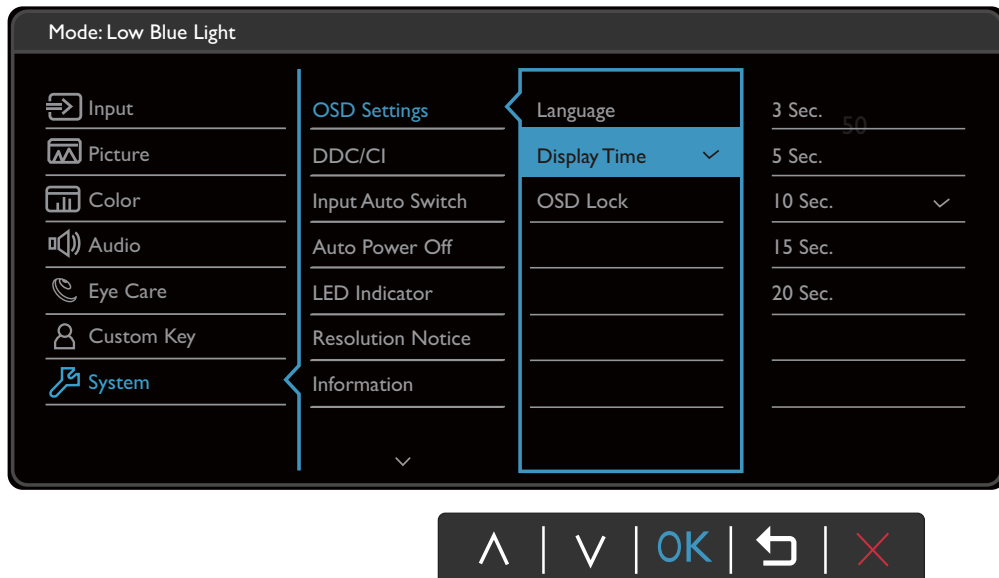 Mode: Low Blue Light
Input
Picture
Color
Audio
Eye Care
Custom Key
System
OSD Settings
DDC/CI
Input Auto Switch
Auto Power Off
LED Indicator
Resolution Notice
Information
Language
Display Time
OSD Lock
3 Sec.
50
5 Sec.
10 Sec.
15 Sec.
20 Sec.
OK